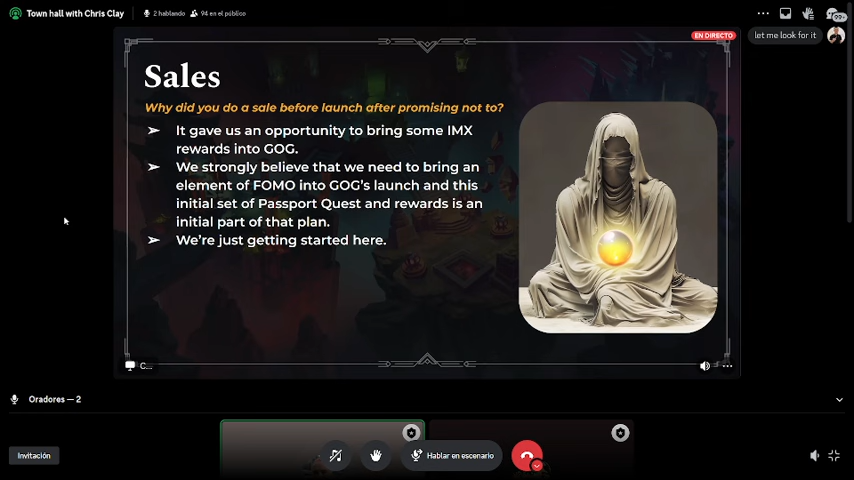 Town hall with Chris Clay
2 hablando
94 en el público
99+
EN DIRECTO
let me look for it
Sales
Why did you do a sale before launch after promising not to?
➢ It gave us an opportunity to bring some IMX
rewards into GOG.
➢ We strongly believe that we need to bring an
element of FOMO into GOG's launch and this
initial set of Passport Quest and rewards is an
initial part of that plan.
➢ We're just getting started here.
C...
Oradores — 2
Invitación
Hablar en escenario